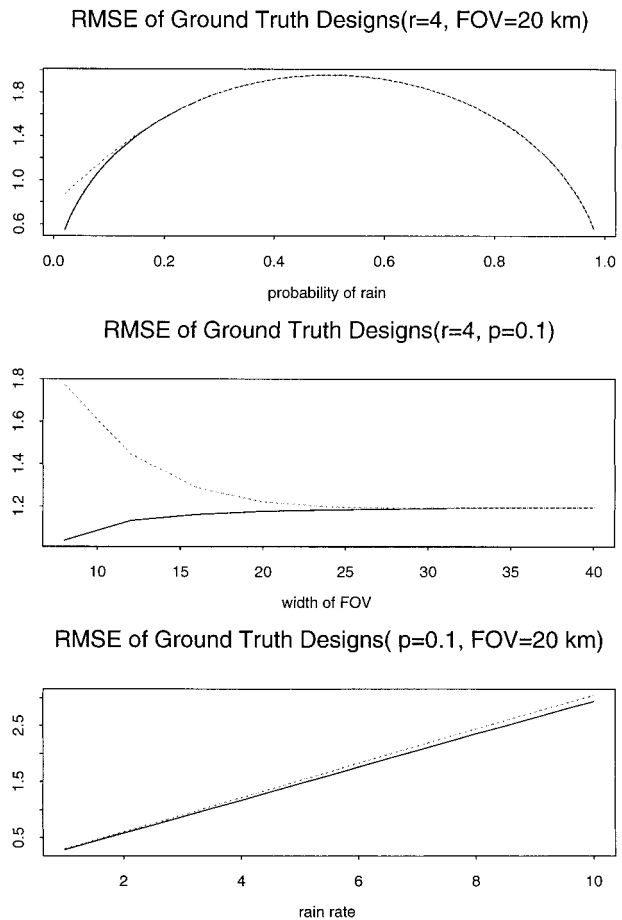 RMSE of Ground Truth Designs(r=4, FOV=20 km)
1.8
1.4
1.0
0.6
0.0 0.2 0.4 0.6 0.8 1.0
probability of rain
RMSE of Ground Truth Designs(r=4, p=0.1)
1.8
1.6
1.4
1.2
10 15 20 25 30 35 40
width of FOV
RMSE of Ground Truth Designs( p=0.1, FOV=20 km)
2.5
1.5
0.5
2 4 6 8 10
rain rate